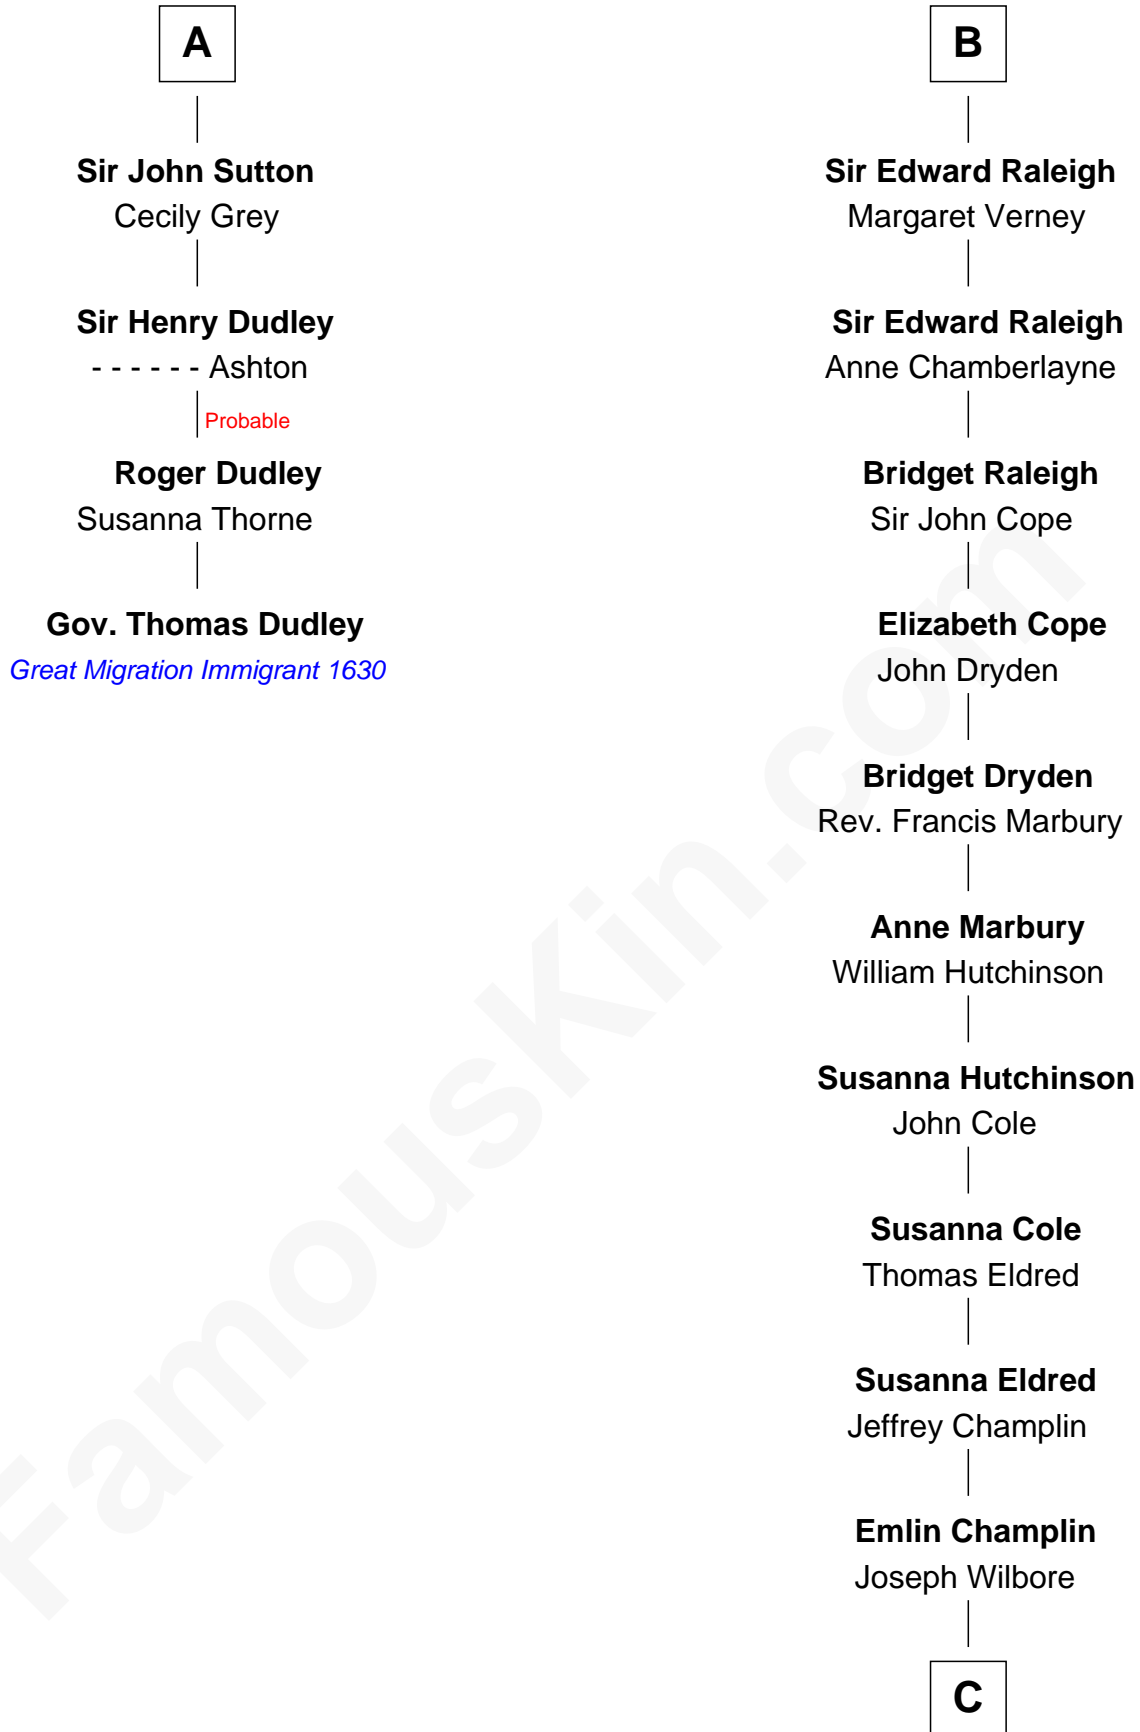 A
Sir John Sutton
Cecily Grey
Sir Henry Dudley
- - - - - - Ashton
Probable
Roger Dudley
Susanna Thorne
Gov. Thomas Dudley
Great Migration Immigrant 1630
B
Sir Edward Raleigh
Margaret Verney
Sir Edward Raleigh
Anne Chamberlayne
Bridget Raleigh
Sir John Cope
Elizabeth Cope
John Dryden
Bridget Dryden
Rev. Francis Marbury
Anne Marbury
William Hutchinson
Susanna Hutchinson
John Cole
Susanna Cole
Thomas Eldred
Susanna Eldred
Jeffrey Champlin
Emlin Champlin
Joseph Wilbore
C
FamousKin.com